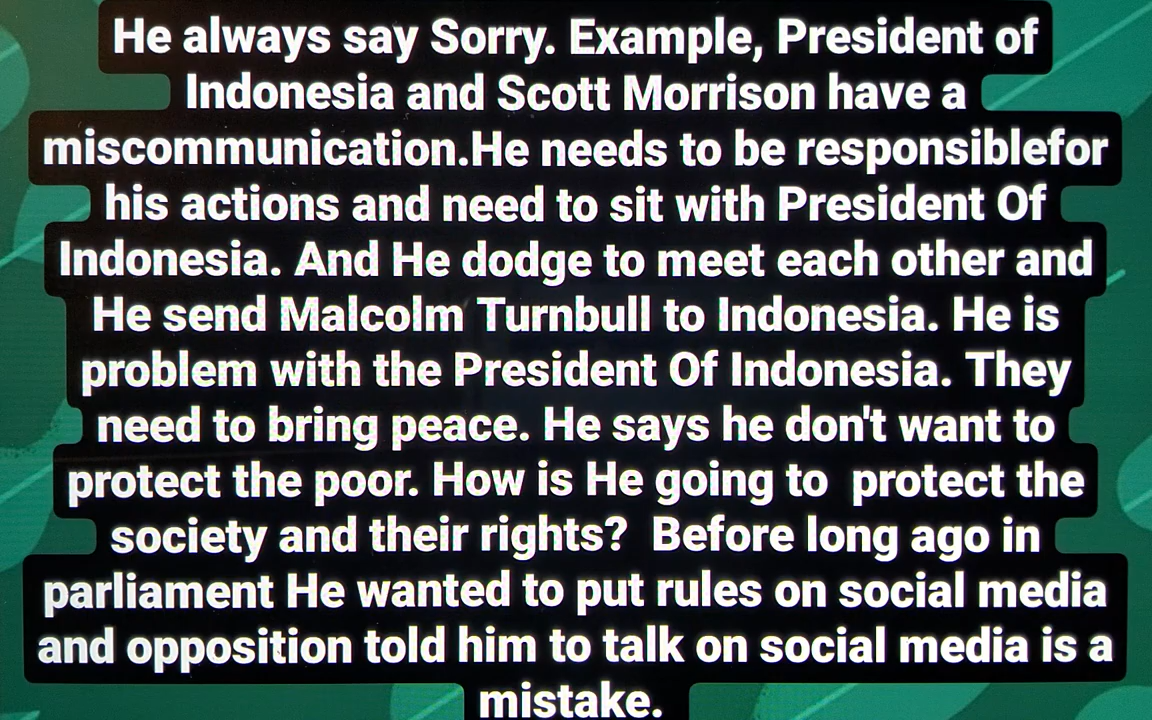 He always say Sorry. Example, President of
Indonesia and Scott Morrison have a
miscommunication.He needs to be responsiblefor
his actions and need to sit with President Of
Indonesia. And He dodge to meet each other and
He send Malcolm Turnbull to Indonesia. He is
problem with the President Of Indonesia. They
need to bring peace. He says he don't want to
protect the poor. How is He going to  protect the
society and their rights?  Before long ago in
parliament He wanted to put rules on social media
and opposition told him to talk on social media is a
mistake.